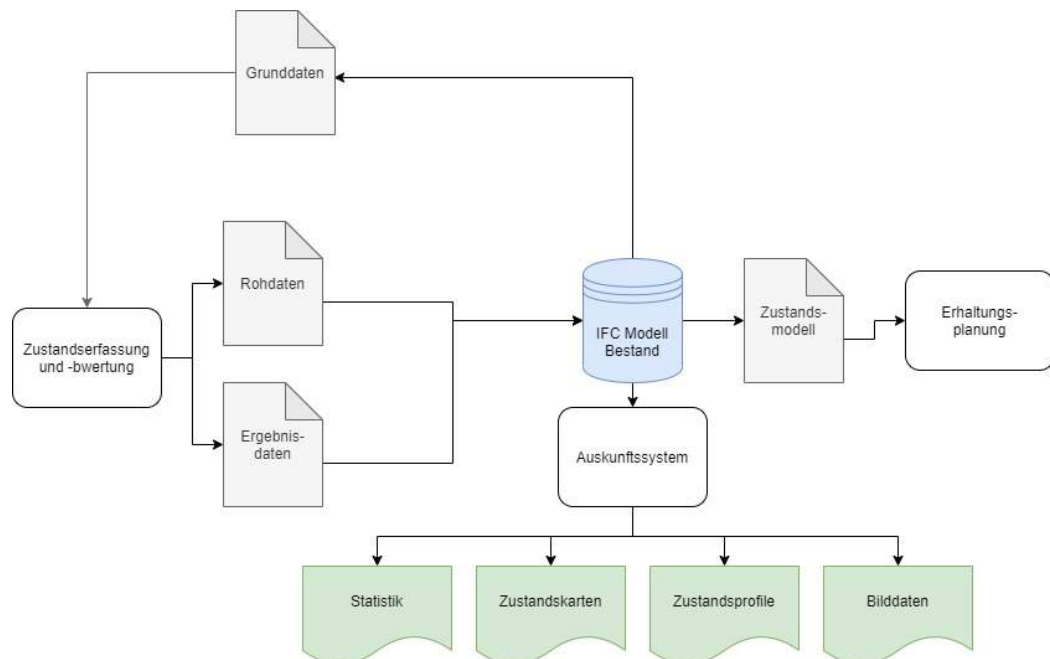 Grunddaten
Rohdaten
Zustandserfassung
und -bwertung
IFC Modell
Bestand
Zustands-
modell
Erhaltungs-
planung
Ergebnis-
daten
Auskunftssystem
Statistik
Zustandskarten
Zustandsprofile
Bilddaten